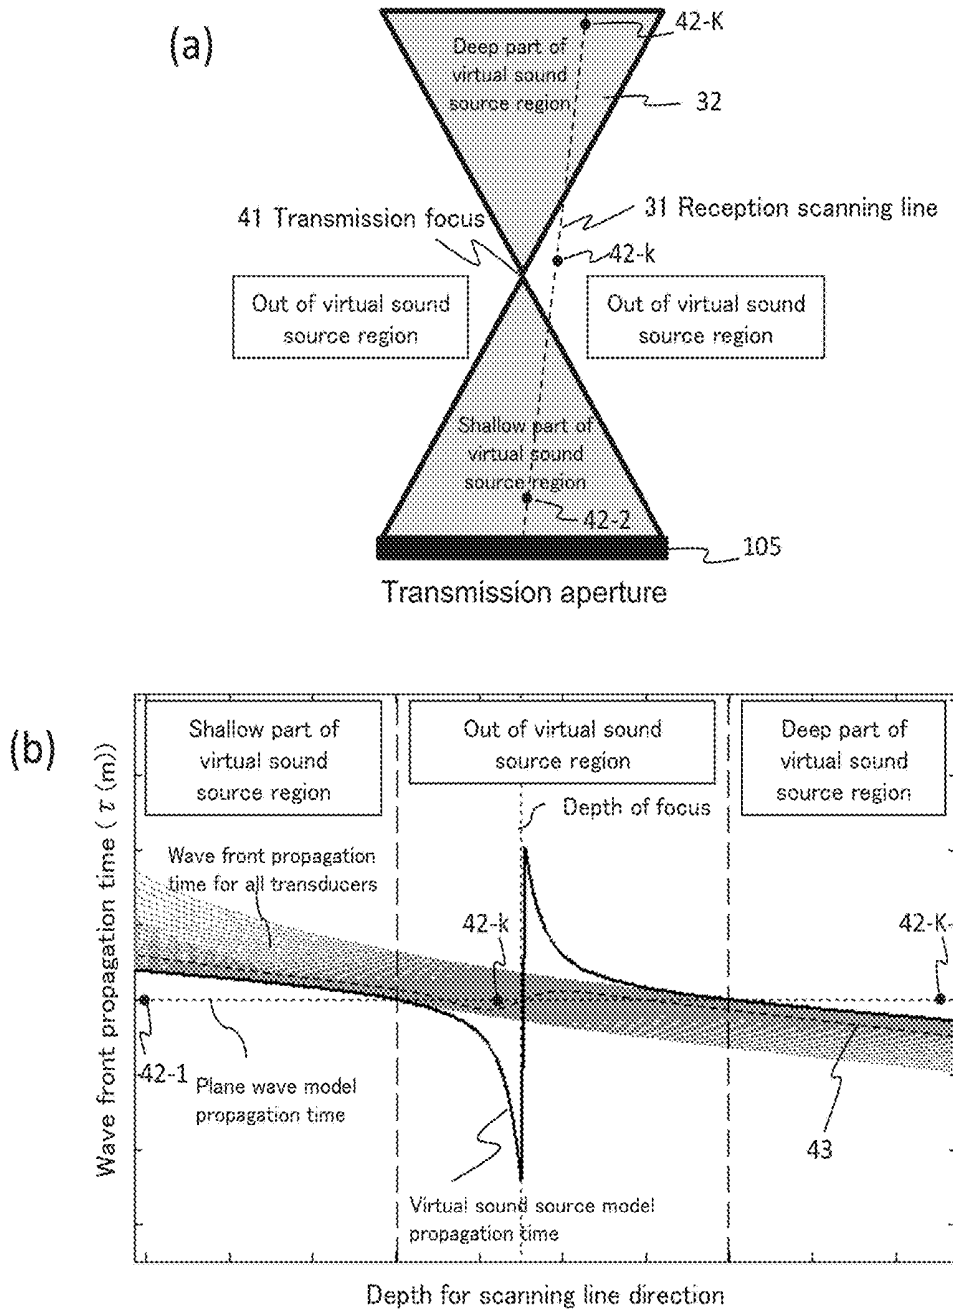 (a)
42-K
Deep part of
virtual sound
source region
32
41 Transmission focus
31 Reception scanning line
42-k
Out of virtual sound
source region
Out of virtual sound
source region
Shallow part of
virtual sound
source region
42-2
105
Transmission aperture
(b)
Wave front propagation time ( τ (m))
Shallow part of
virtual sound
source region
Out of virtual sound
source region
Deep part of
virtual sound
source region
Depth of focus
Wave front propagation
time for all transducers
42-k
42-K-
42-1
Plane wave model
propagation time
43
Virtual sound source model
propagation time
Depth for scanning line direction